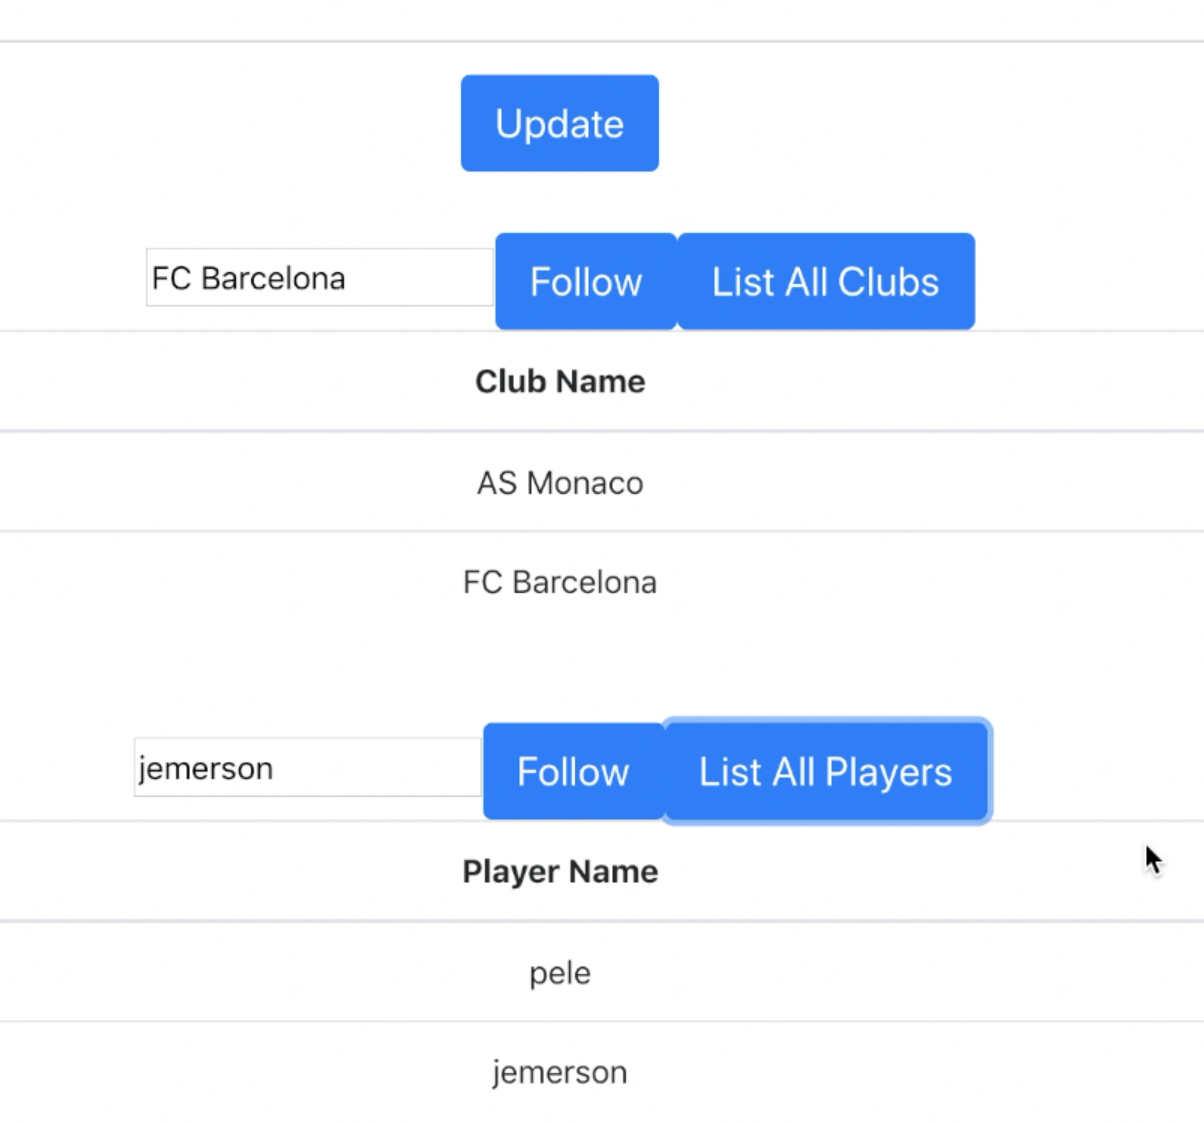 Update
FC Barcelona Follow List All Clubs
Club Name
AS Monaco
FC Barcelona
jemerson Follow List All Players
Player Name
pele
jemerson